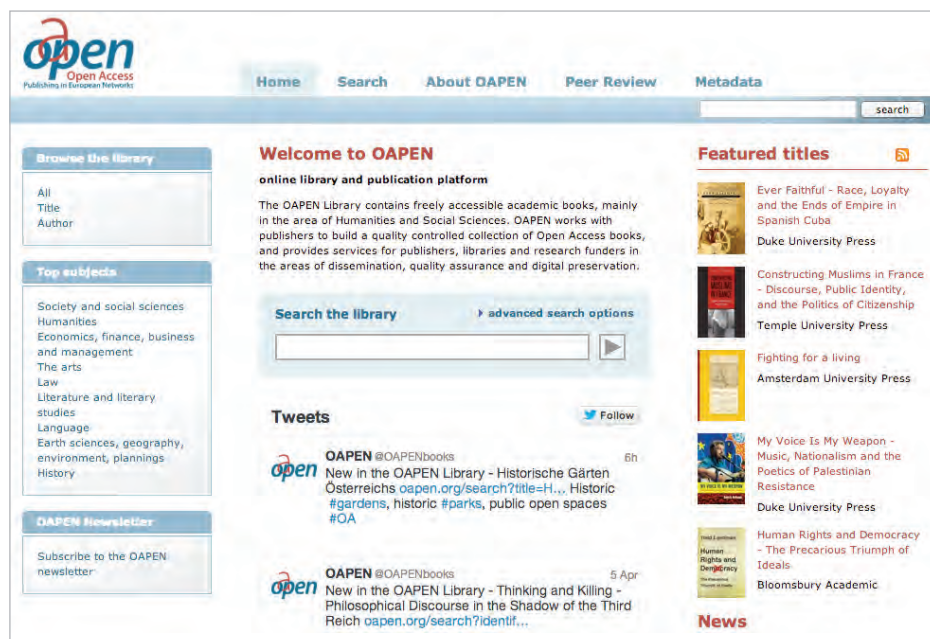 open
Open Access
Publishing in European Networks
Home Search About OAPEN Peer Review Metadata
search
Browse the library
All
Title
Author
Top subjects
Society and social sciences
Humanities
Economics, finance, business
and management
The arts
Law
Literature and literary
studies
Language
Earth sciences, geography,
environment, plannings
History
OAPEN Newsletter
Subscribe to the OAPEN
newsletter
Welcome to OAPEN
online library and publication platform
The OAPEN Library contains freely accessible academic books, mainly
in the area of Humanities and Social Sciences. OAPEN works with
publishers to build a quality controlled collection of Open Access books,
and provides services for publishers, libraries and research funders in
the areas of dissemination, quality assurance and digital preservation.
Search the library
advanced search options
Tweets
Follow
open
OAPEN @OAPENbooks 6h
New in the OAPEN Library - Historische Gärten
Österreichs oapen.org/search?title=H... Historic
#gardens, historic #parks, public open spaces
#OA
open
OAPEN @OAPENbooks 5 Apr
New in the OAPEN Library - Thinking and Killing -
Philosophical Discourse in the Shadow of the Third
Reich oapen.org/search?identif...
Featured titles
Ever Faithful - Race, Loyalty
and the Ends of Empire in
Spanish Cuba
Duke University Press
Constructing Muslims in France
- Discourse, Public Identity,
and the Politics of Citizenship
Temple University Press
Fighting for a living
Amsterdam University Press
My Voice Is My Weapon -
Music, Nationalism and the
Poetics of Palestinian
Resistance
Duke University Press
Human
Rights and
Democracy
Human Rights and Democracy
- The Precarious Triumph of
Ideals
Bloomsbury Academic
News